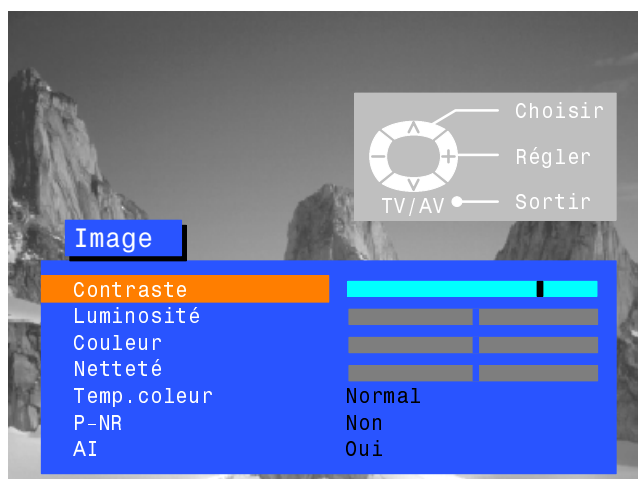 Choisir
Régler
TV/AV Sortir
Image
Contraste
Luminosité
Couleur
Netteté
Temp.coleur Normal
P-NR Non
AI Oui